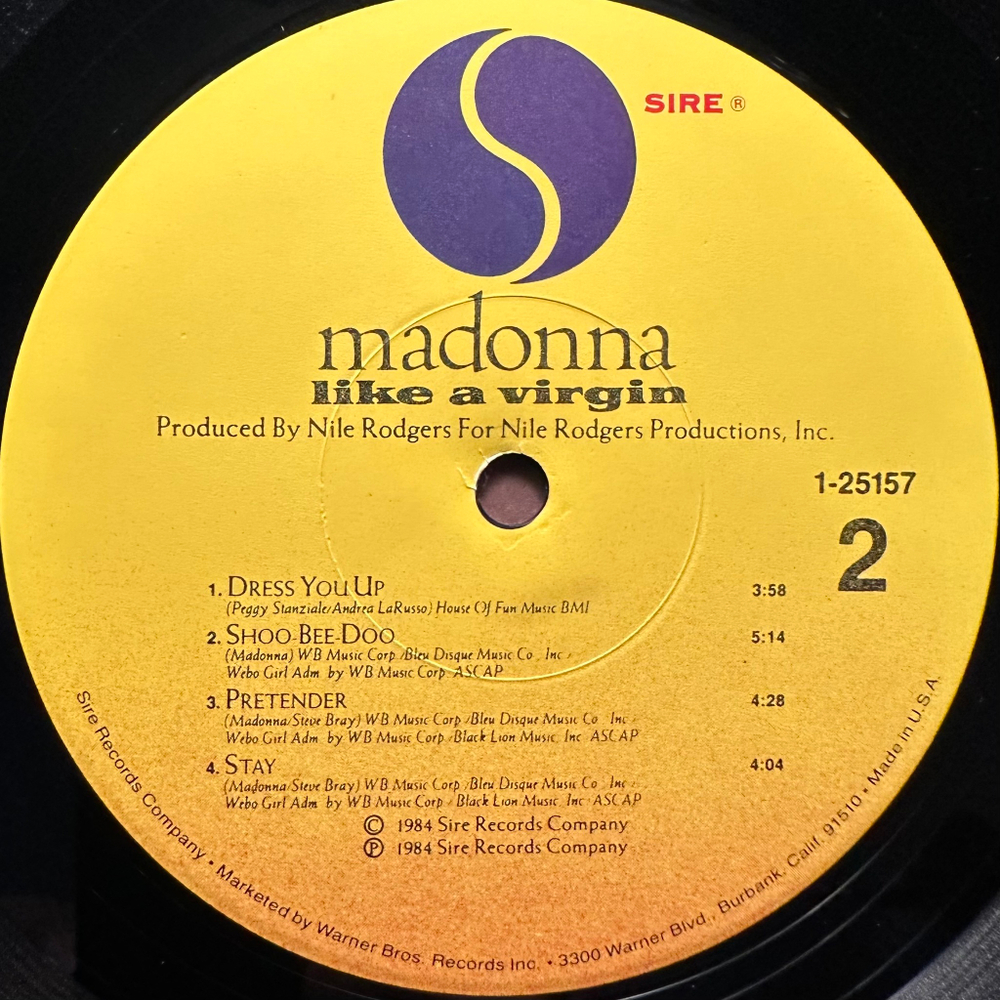 SIRE ®
madonna
like a virgin
Produced By Nile Rodgers For Nile Rodgers Productions, Inc.
1-25157
2
1. DRESS YOU UP 3:58
(Peggy Stanziale/Andrea LaRusso) House Of Fun Music BMI
2. SHOO-BEE-DOO 5:14
(Madonna) WB Music Corp./Bleu Disque Music Co., Inc./
Webo Girl Adm. by WB Music Corp. ASCAP
3. PRETENDER 4:28
(Madonna/Steve Bray) WB Music Corp./Bleu Disque Music Co., Inc./
Webo Girl Adm. by WB Music Corp./Black Lion Music, Inc. ASCAP
4. STAY 4:04
(Madonna/Steve Bray) WB Music Corp./Bleu Disque Music Co., Inc./
Webo Girl Adm. by WB Music Corp./Black Lion Music, Inc. ASCAP
© 1984 Sire Records Company
℗ 1984 Sire Records Company
Sire Records Company • Marketed by Warner Bros. Records Inc. • 3300 Warner Blvd., Burbank, Calif. 91510 • Made in U.S.A.